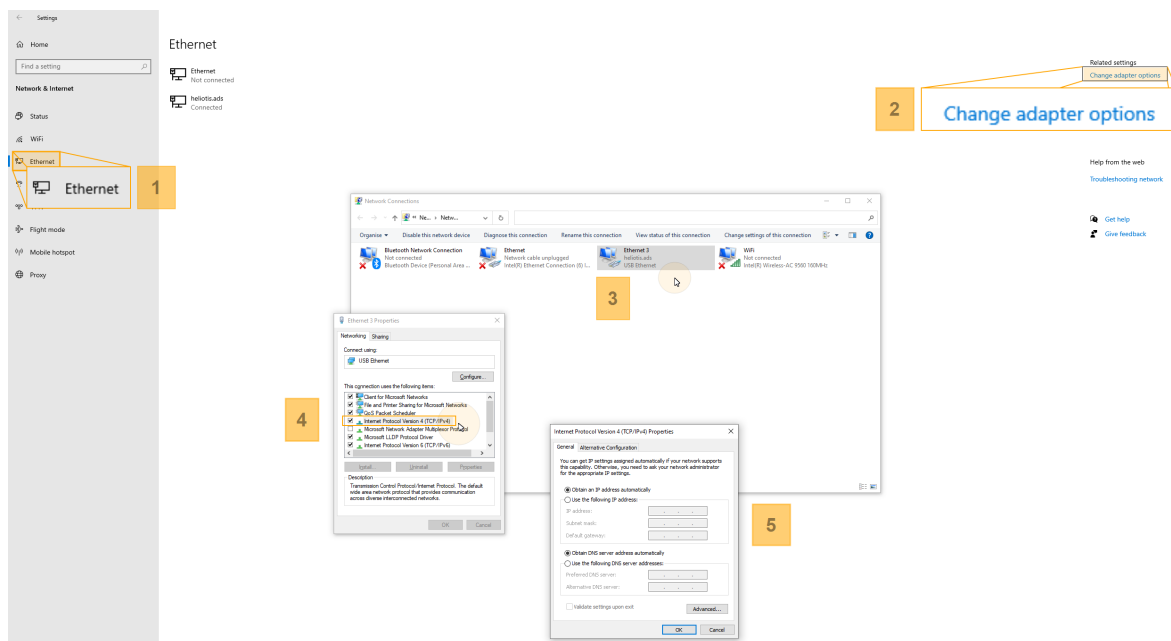 Settings
Home
Find a setting
Network & Internet
Status
WiFi
Ethernet
Ethernet
1
Flight mode
Mobile hotspot
Proxy
Ethernet
Ethernet
Not connected
heliotis.ads
Connected
Related settings
Change adapter options
2
Change adapter options
Help from the web
Troubleshooting network
Get help
Give feedback
Network Connections
« Ne... › Netw...
Organise Disable this network device Diagnose this connection Rename this connection View status of this connection Change settings of this connection
Bluetooth Network Connection
Not connected
Bluetooth Device (Personal Area ...
Ethernet
Network cable unplugged
Intel(R) Ethernet Connection (6) I...
Ethernet 3
heliotis.ads
USB Ethernet
WiFi
Not connected
Intel(R) Wireless-AC 9560 160MHz
3
Ethernet 3 Properties
Networking Sharing
Connect using:
USB Ethernet
Configure...
This connection uses the following items:
Client for Microsoft Networks
File and Printer Sharing for Microsoft Networks
QoS Packet Scheduler
Internet Protocol Version 4 (TCP/IPv4)
Microsoft Network Adapter Multiplexor Protocol
Microsoft LLDP Protocol Driver
Internet Protocol Version 6 (TCP/IPv6)
Install... Uninstall Properties
Description
Transmission Control Protocol/Internet Protocol. The default
wide area network protocol that provides communication
across diverse interconnected networks.
OK Cancel
4
Internet Protocol Version 4 (TCP/IPv4) Properties
General Alternative Configuration
You can get IP settings assigned automatically if your network supports
this capability. Otherwise, you need to ask your network administrator
for the appropriate IP settings.
Obtain an IP address automatically
Use the following IP address:
IP address:
Subnet mask:
Default gateway:
Obtain DNS server address automatically
Use the following DNS server addresses:
Preferred DNS server:
Alternative DNS server:
Validate settings upon exit
Advanced...
OK Cancel
5